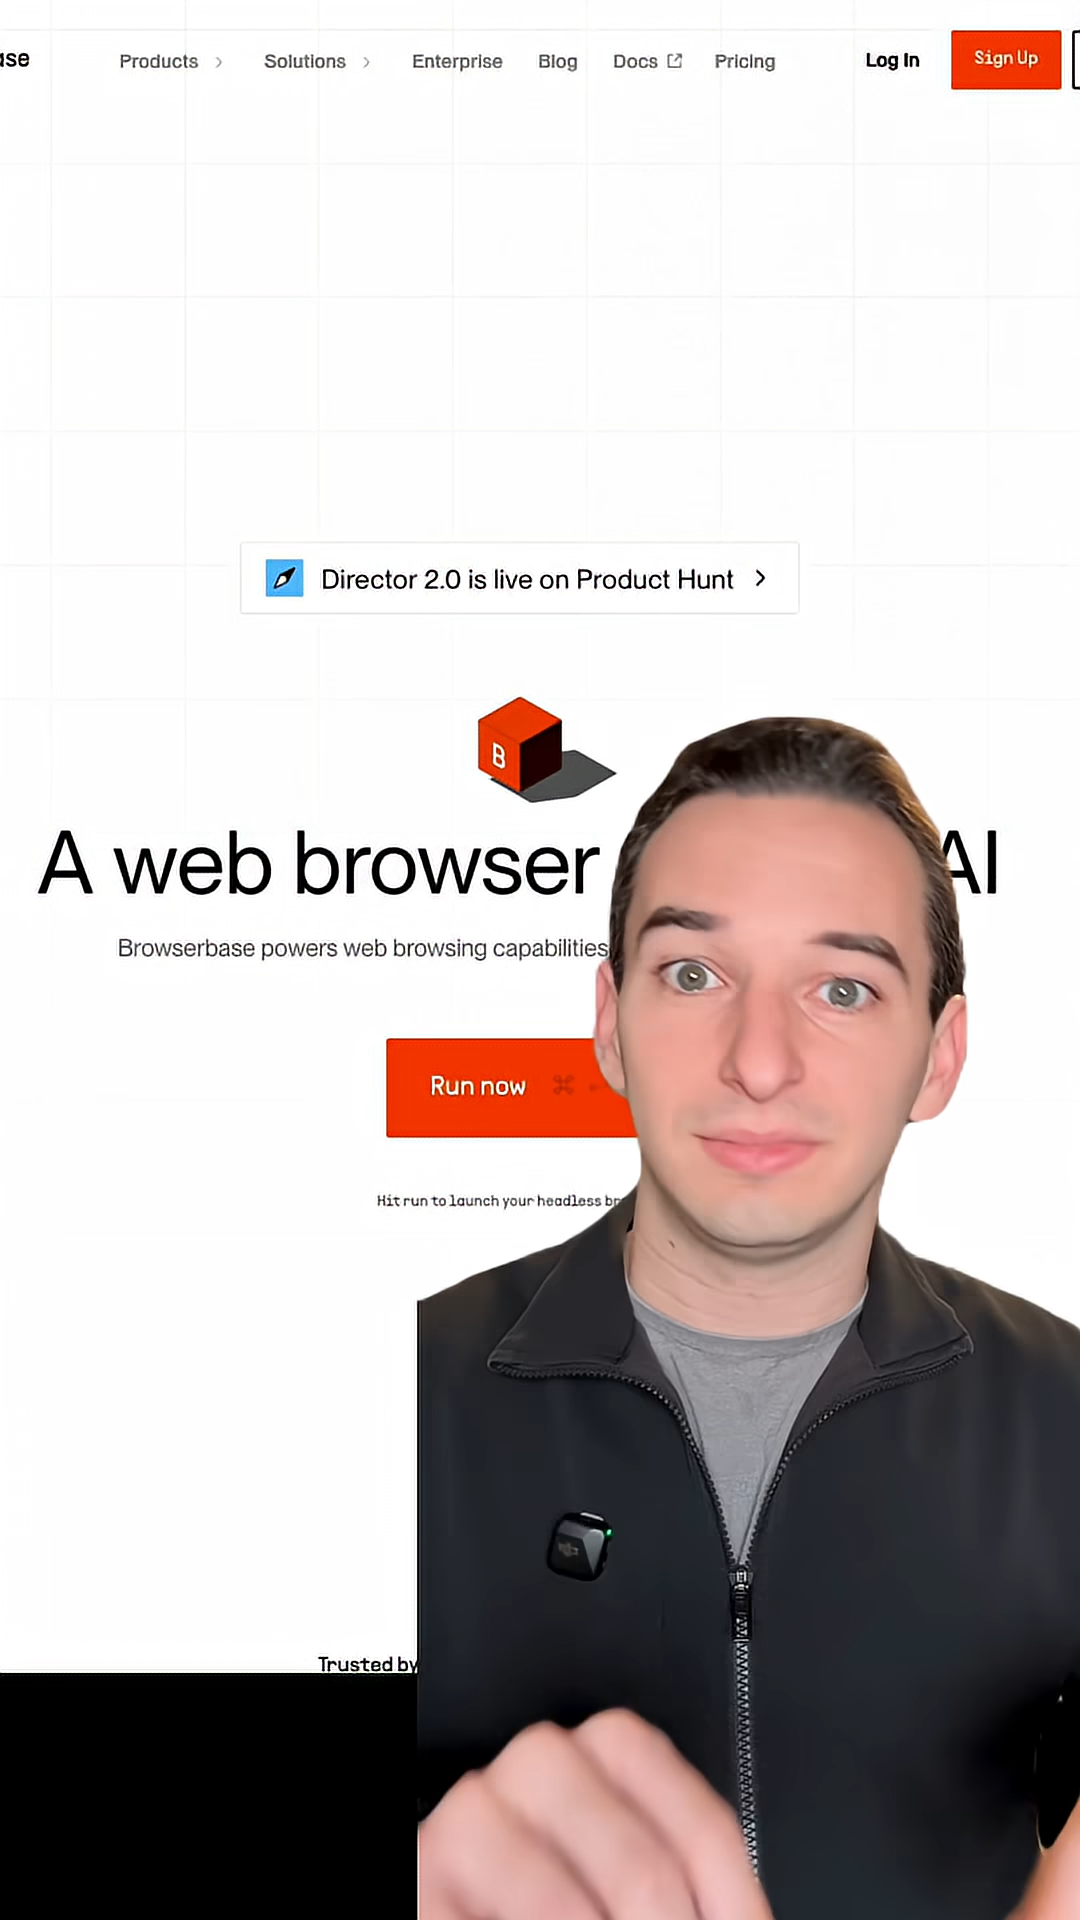 ase Products Solutions Enterprise Blog Docs Pricing Log In Sign Up
Director 2.0 is live on Product Hunt
B
A web browser AI
Browserbase powers web browsing capabilities
Run now ⌘
Hit run to launch your headless
Trusted by